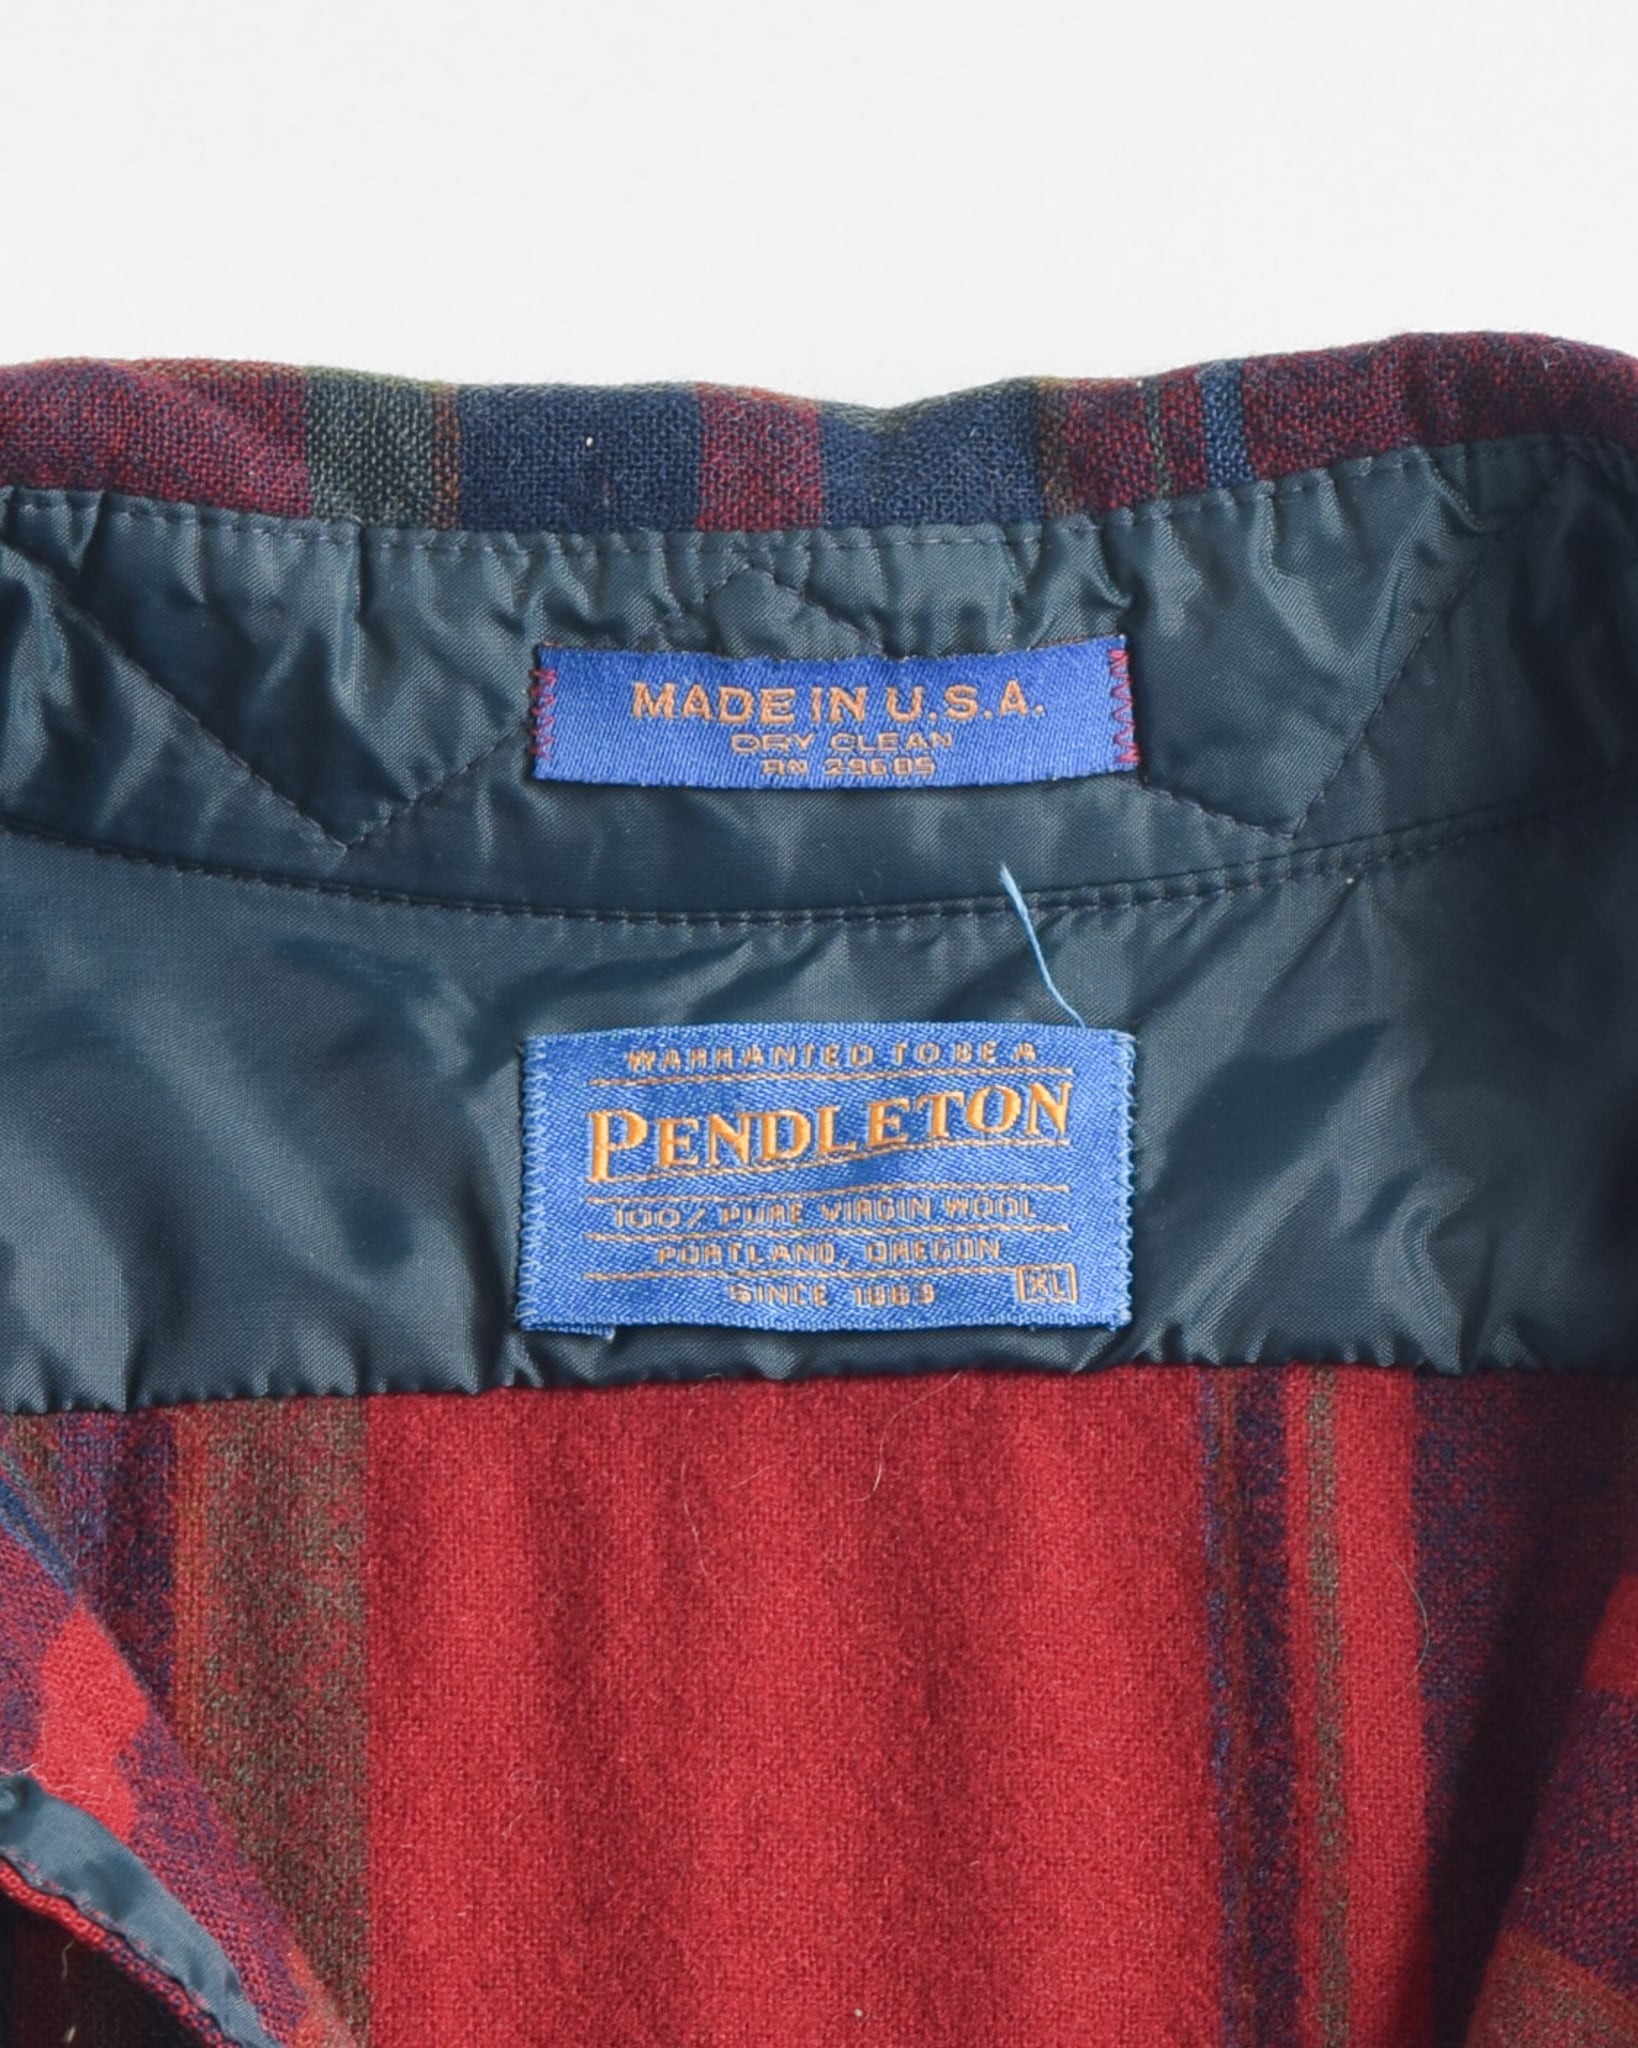 MADE IN U.S.A.
DRY CLEAN
RN 29685
WARRANTED TO BE A
PENDLETON
100% PURE VIRGIN WOOL
PORTLAND, OREGON
SINCE 1863 XL